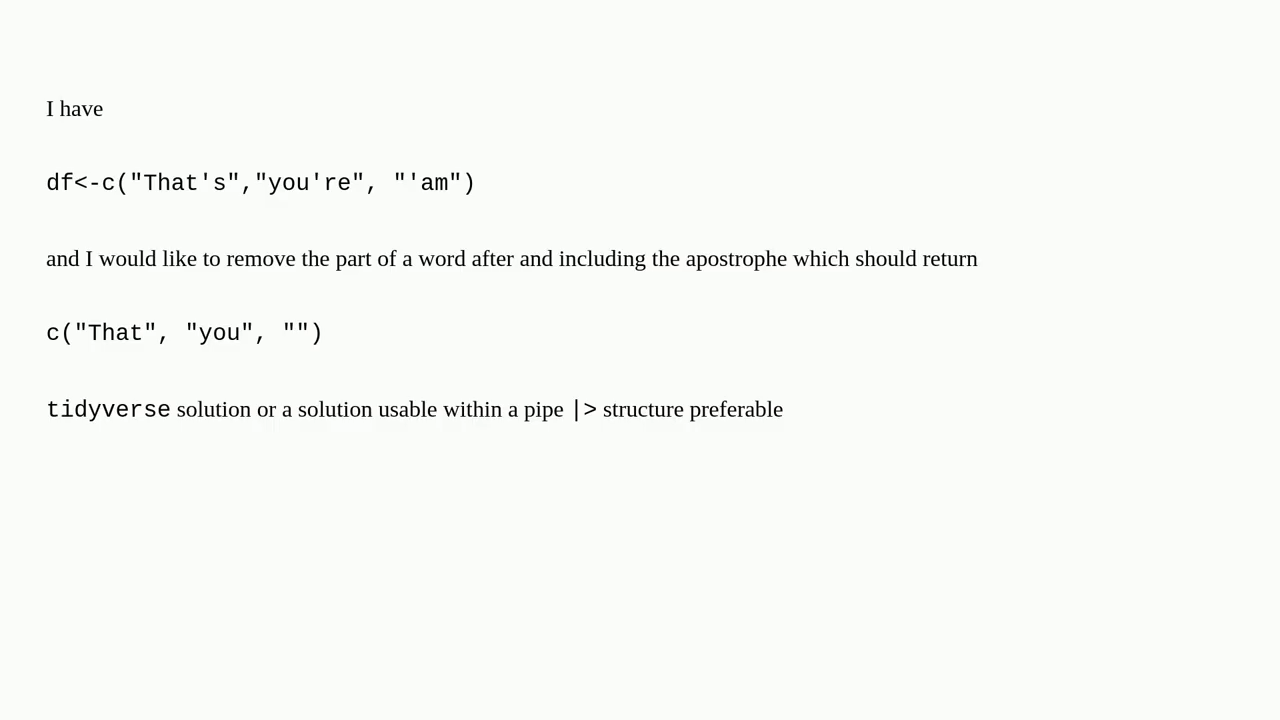 I have
df<-c("That's","you're", "'am")
and I would like to remove the part of a word after and including the apostrophe which should return
c("That", "you", "")
tidyverse solution or a solution usable within a pipe |> structure preferable